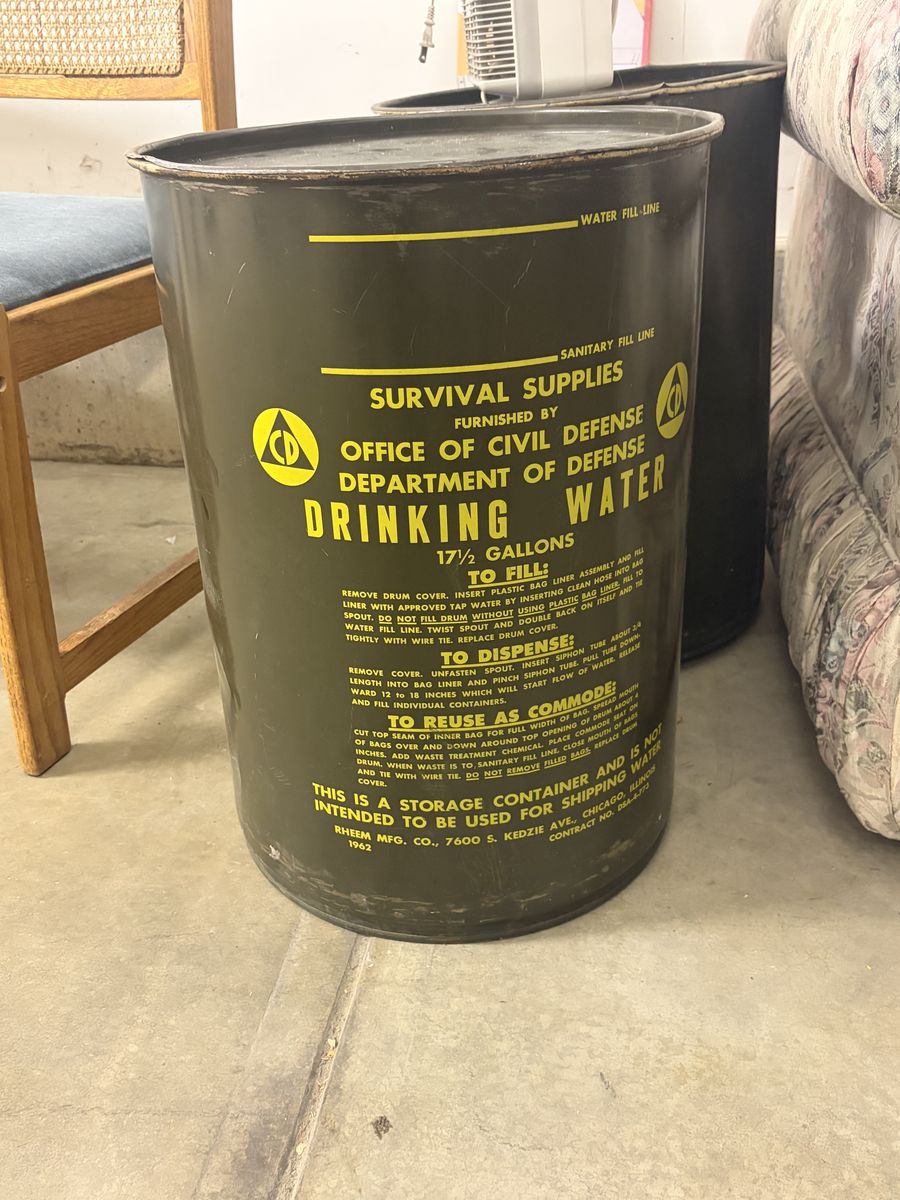 WATER FILL LINE
SANITARY FILL LINE
SURVIVAL SUPPLIES
FURNISHED BY
CD OFFICE OF CIVIL DEFENSE CD
DEPARTMENT OF DEFENSE
DRINKING WATER
17½ GALLONS
TO FILL:
REMOVE DRUM COVER. INSERT PLASTIC BAG LINER ASSEMBLY AND FILL
LINER WITH APPROVED TAP WATER BY INSERTING CLEAN HOSE INTO BAG
SPOUT. DO NOT FILL DRUM WITHOUT USING PLASTIC BAG LINER. FILL TO
WATER FILL LINE. TWIST SPOUT AND DOUBLE BACK ON ITSELF AND TIE
TIGHTLY WITH WIRE TIE. REPLACE DRUM COVER.
TO DISPENSE:
REMOVE COVER. UNFASTEN SPOUT. INSERT SIPHON TUBE ABOUT 3/4
LENGTH INTO BAG LINER AND PINCH SIPHON TUBE. PULL TUBE DOWN-
WARD 12 to 18 INCHES WHICH WILL START FLOW OF WATER. RELEASE
AND FILL INDIVIDUAL CONTAINERS.
TO REUSE AS COMMODE:
CUT TOP SEAM OF INNER BAG FOR FULL WIDTH OF BAG. SPREAD MOUTH
OF BAGS OVER AND DOWN AROUND TOP OPENING OF DRUM ABOUT 4
INCHES. ADD WASTE TREATMENT CHEMICAL. PLACE COMMODE SEAT ON
DRUM. WHEN WASTE IS TO SANITARY FILL LINE, CLOSE MOUTH OF BAGS
AND TIE WITH WIRE TIE. DO NOT REMOVE FILLED BAGS. REPLACE DRUM
COVER.
THIS IS A STORAGE CONTAINER AND IS NOT
INTENDED TO BE USED FOR SHIPPING WATER
RHEEM MFG. CO., 7600 S. KEDZIE AVE., CHICAGO, ILLINOIS
1962 CONTRACT NO. DSA-4-773